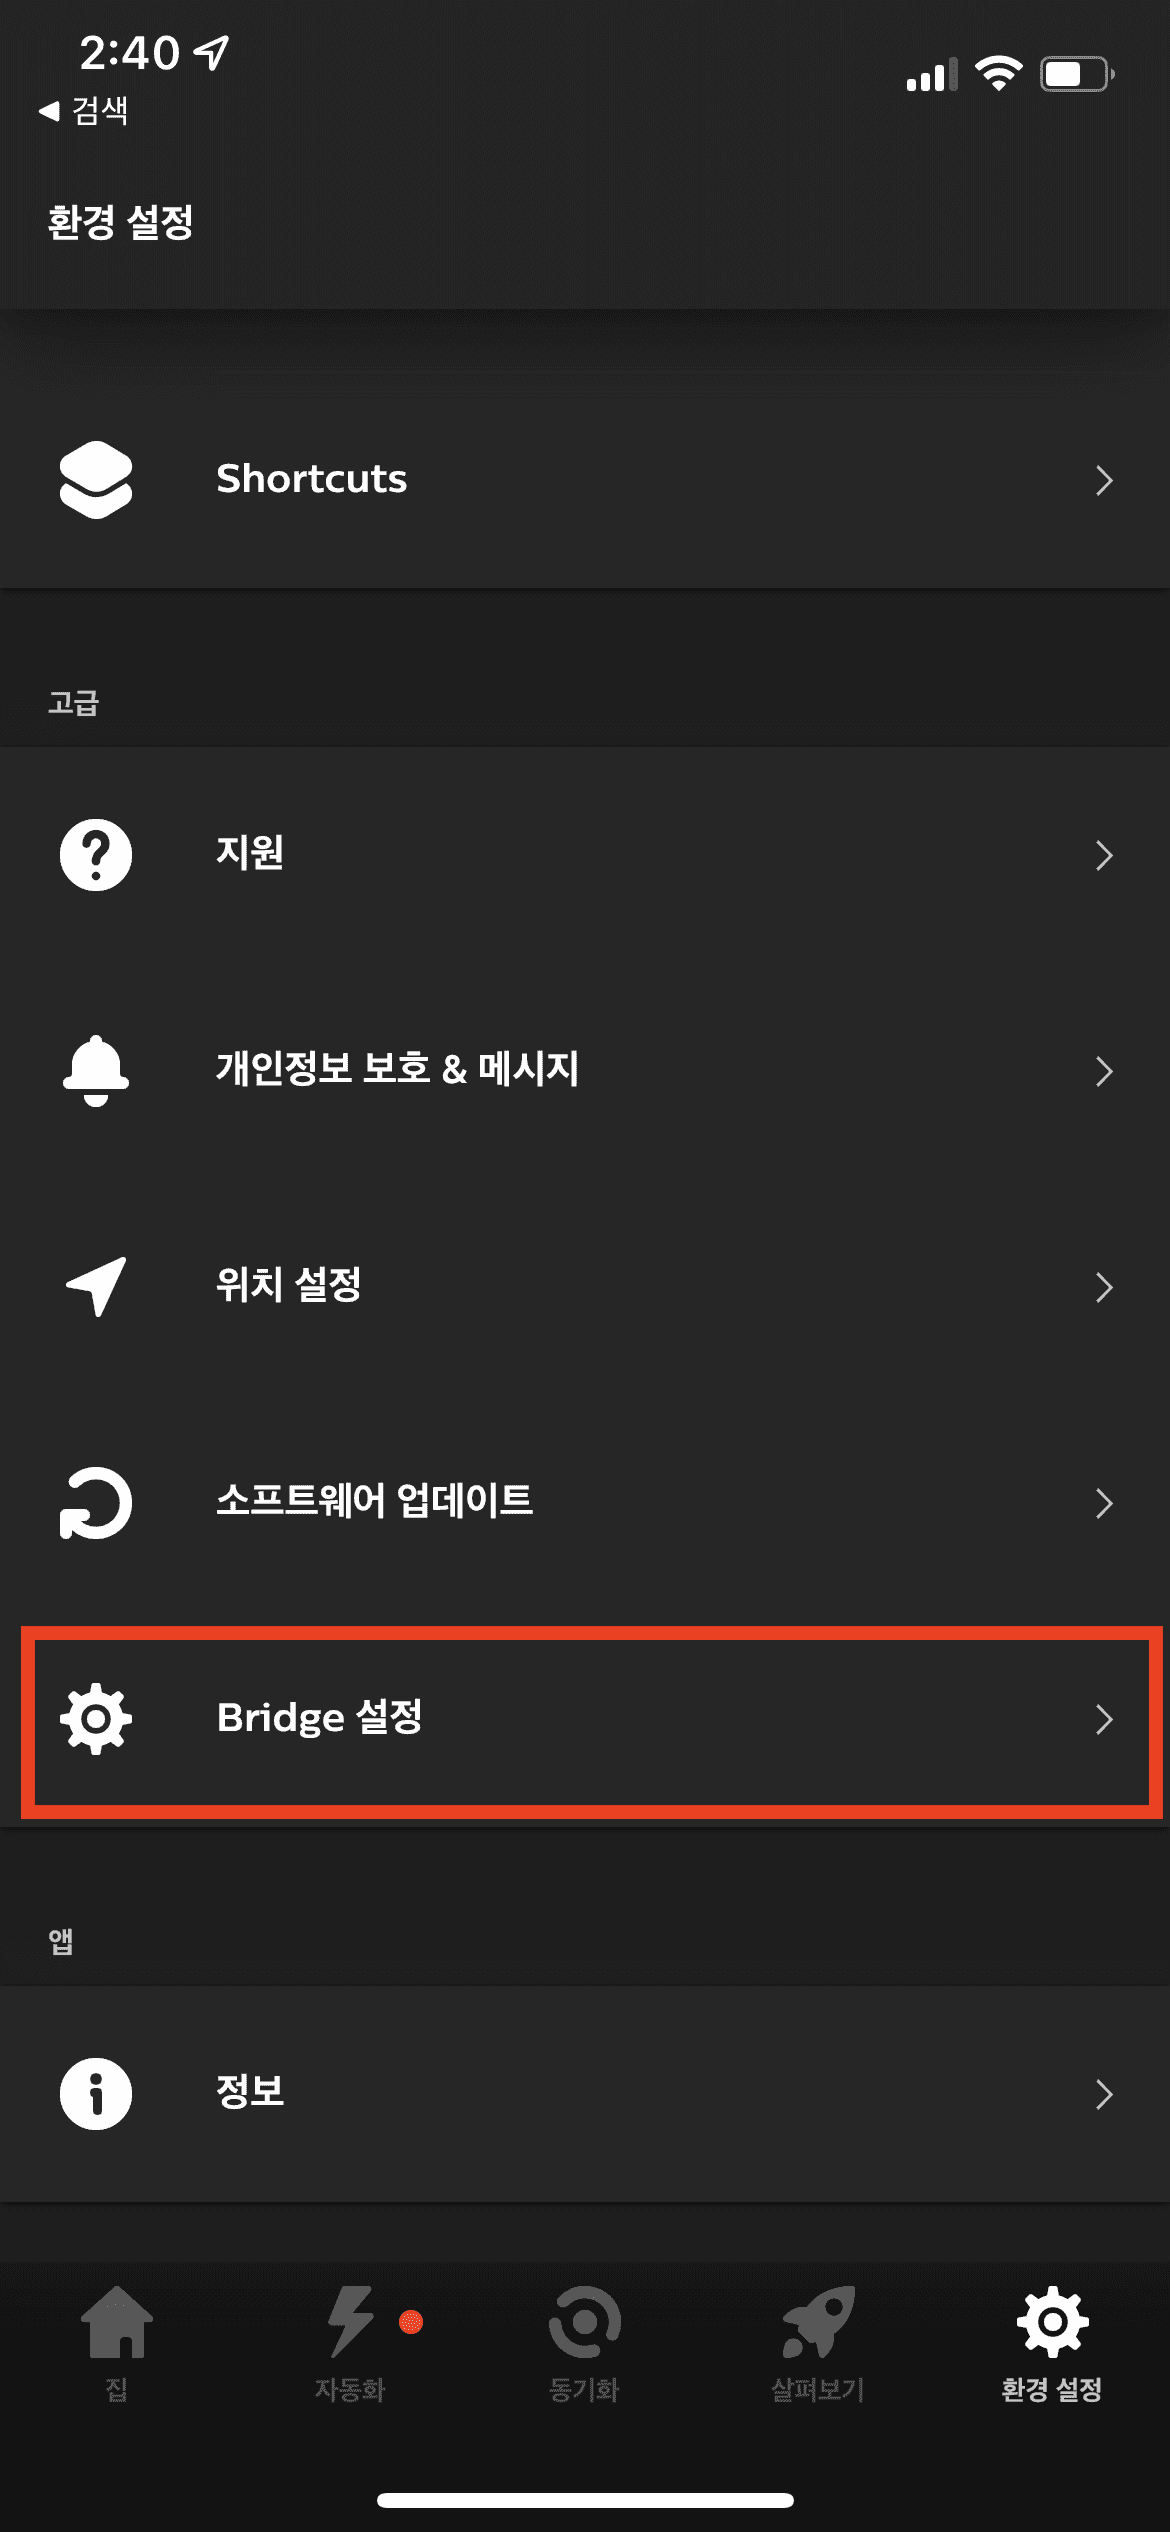 2:40
◀ 검색
환경 설정
Shortcuts
고급
지원
개인정보 보호 & 메시지
위치 설정
소프트웨어 업데이트
Bridge 설정
앱
정보
집
자동화
동기화
살펴보기
환경 설정